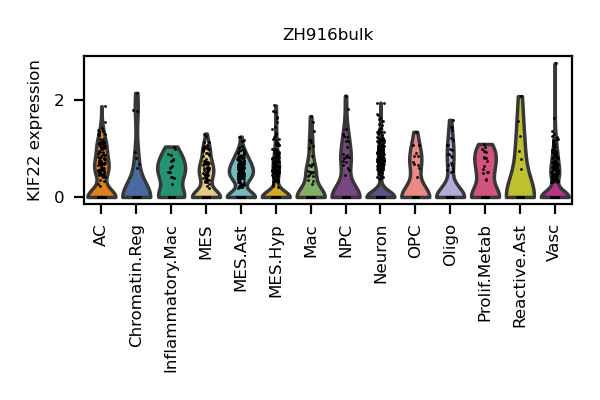 ZH916bulk
KIF22 expression
2
0
AC
Chromatin.Reg
Inflammatory.Mac
MES
MES.Ast
MES.Hyp
Mac
NPC
Neuron
OPC
Oligo
Prolif.Metab
Reactive.Ast
Vasc